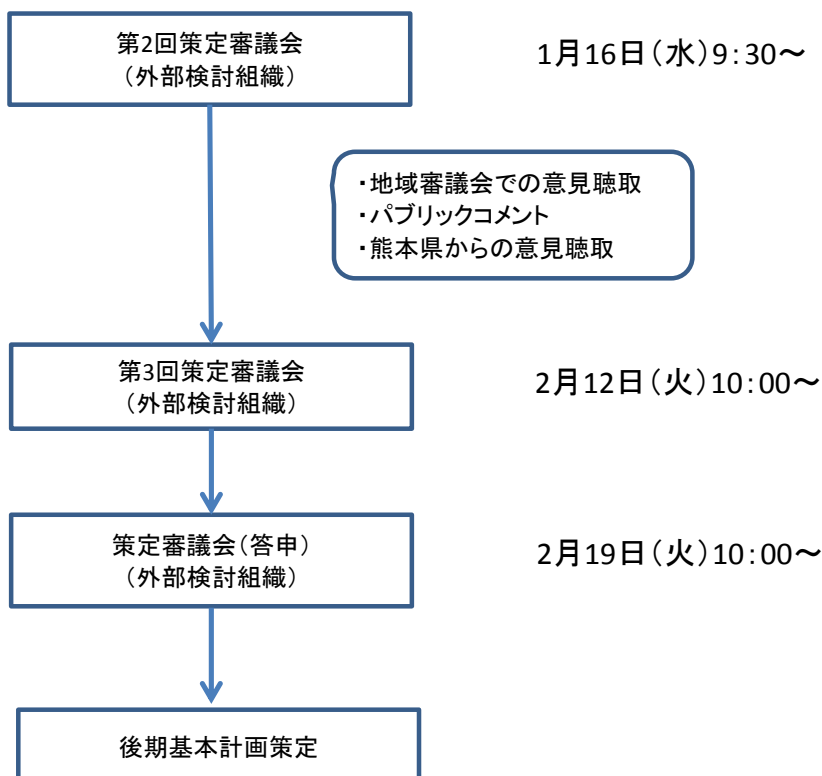 第2回策定審議会
（外部検討組織）
1月16日（水）9：30～
・地域審議会での意見聴取
・パブリックコメント
・熊本県からの意見聴取
第3回策定審議会
（外部検討組織）
2月12日（火）10：00～
策定審議会（答申）
（外部検討組織）
2月19日（火）10：00～
後期基本計画策定